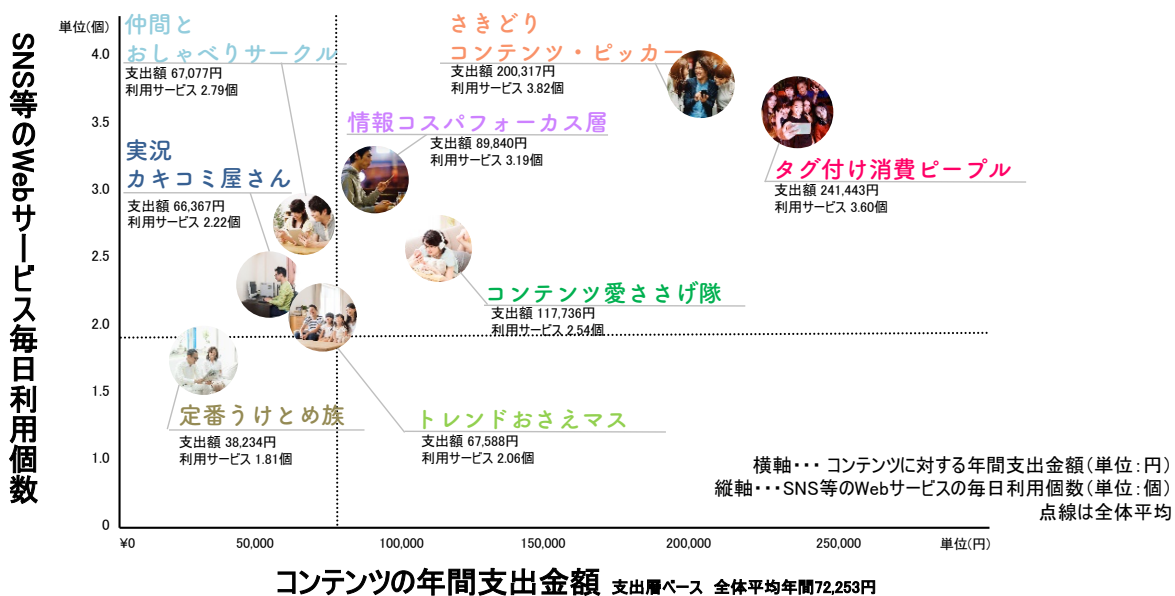 SNS等のWebサービス毎日利用個数
単位(個)
4.0
3.5
3.0
2.5
2.0
1.5
1.0
0
仲間と
おしゃべりサークル
支出額 67,077円
利用サービス 2.79個
さきどり
コンテンツ・ピッカー
支出額 200,317円
利用サービス 3.82個
情報コスパフォーカス層
支出額 89,840円
利用サービス 3.19個
実況
カキコミ屋さん
支出額 66,367円
利用サービス 2.22個
タグ付け消費ピープル
支出額 241,443円
利用サービス 3.60個
コンテンツ愛ささげ隊
支出額 117,736円
利用サービス 2.54個
定番うけとめ族
支出額 38,234円
利用サービス 1.81個
トレンドおさえマス
支出額 67,588円
利用サービス 2.06個
横軸・・・ コンテンツに対する年間支出金額（単位：円）
縦軸・・・SNS等のWebサービスの毎日利用個数（単位：個）
点線は全体平均
¥0 50,000 100,000 150,000 200,000 250,000 単位(円)
コンテンツの年間支出金額 支出層ベース 全体平均年間72,253円